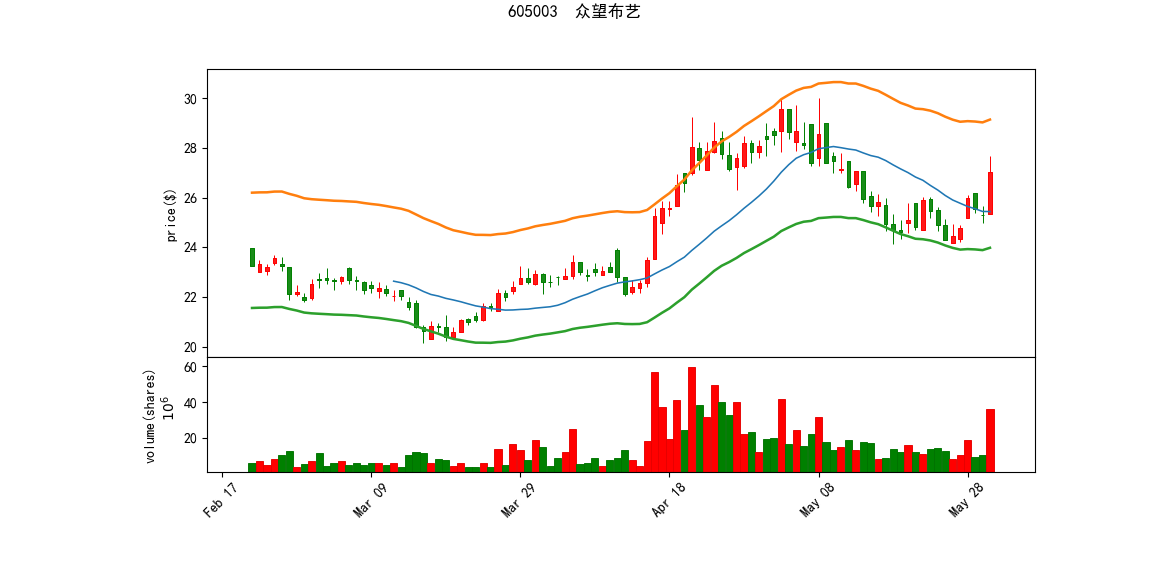 605003 众望布艺
price($)
30
28
26
24
22
20
volume(shares)
10^6
60
40
20
Feb 17
Mar 09
Mar 29
Apr 18
May 08
May 28